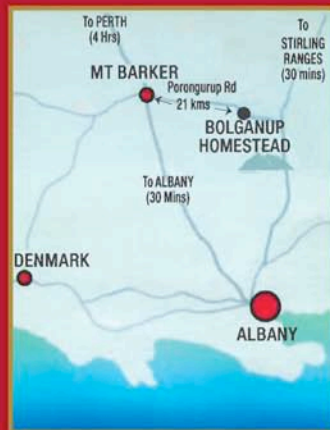 To PERTH
(4 Hrs)
To
STIRLING
RANGES
(30 mins)
MT BARKER
Porongurup Rd
21 kms
BOLGANUP
HOMESTEAD
To ALBANY
(30 Mins)
DENMARK
ALBANY